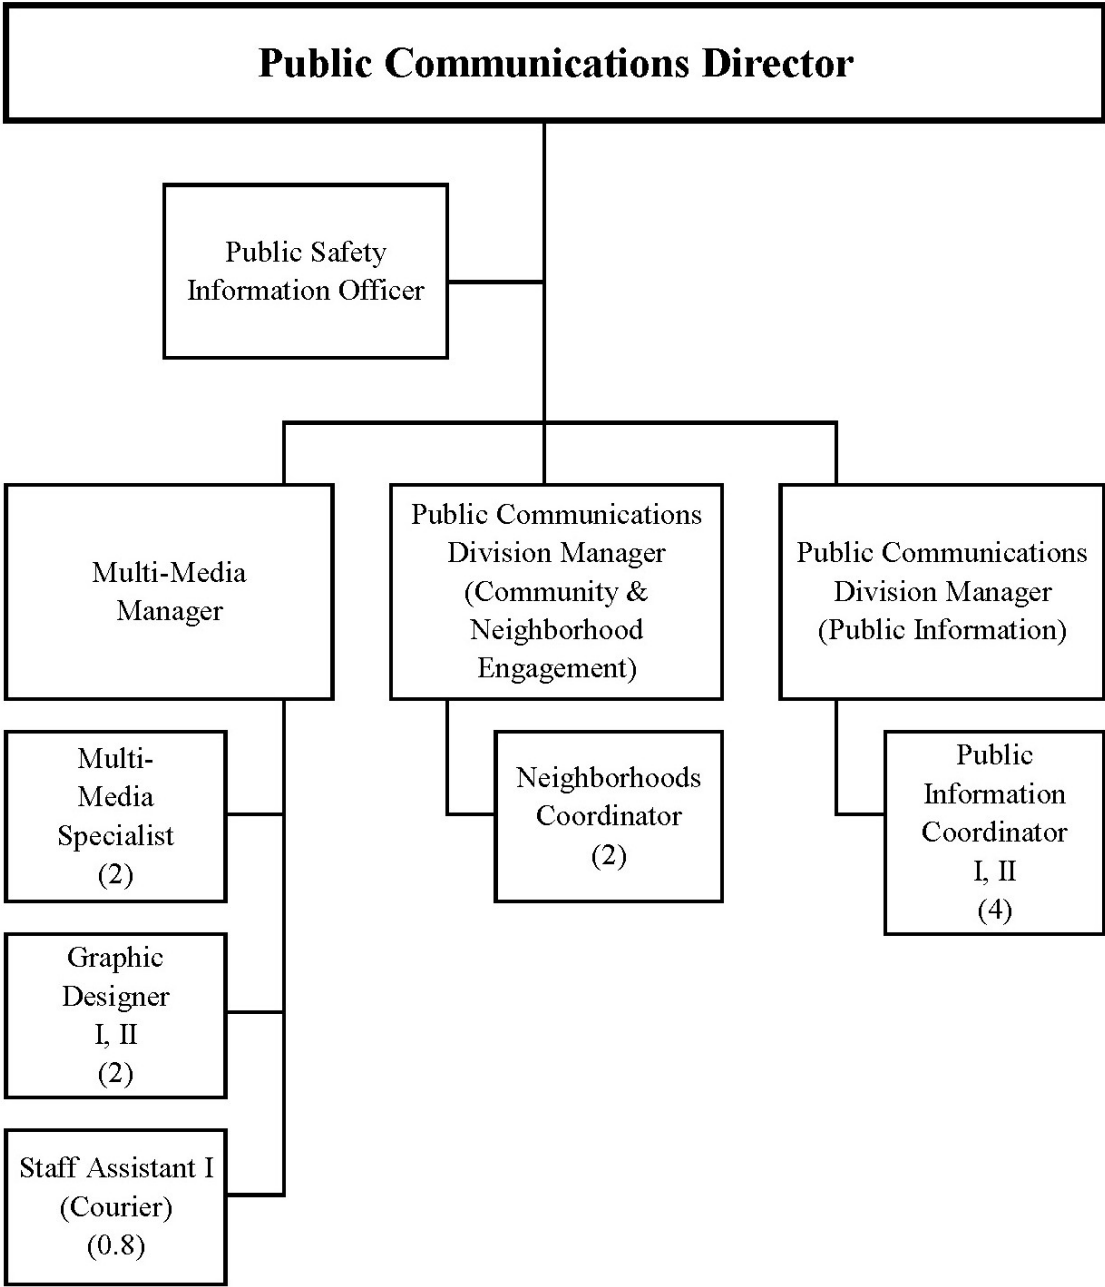 Public Communications Director
Public Safety
Information Officer
Multi-Media
Manager
Public Communications
Division Manager
(Community &
Neighborhood
Engagement)
Public Communications
Division Manager
(Public Information)
Multi-
Media
Specialist
(2)
Neighborhoods
Coordinator
(2)
Public
Information
Coordinator
I, II
(4)
Graphic
Designer
I, II
(2)
Staff Assistant I
(Courier)
(0.8)